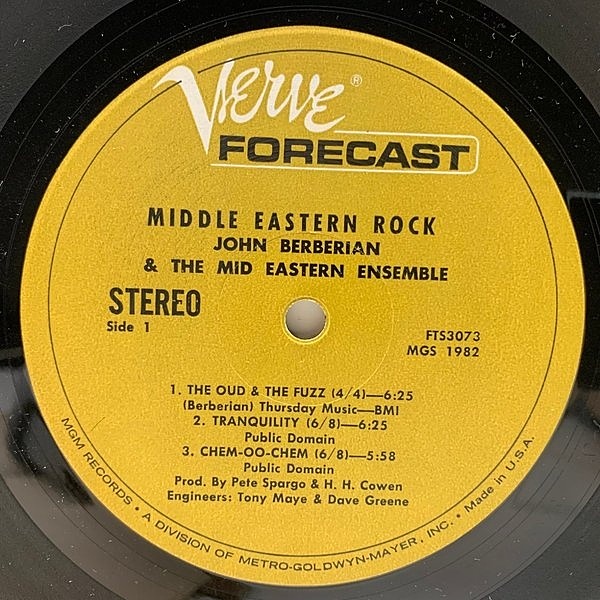 Verve ®
FORECAST
MIDDLE EASTERN ROCK
JOHN BERBERIAN
& THE MID EASTERN ENSEMBLE
STEREO
Side 1
FTS3073
MGS 1982
1. THE OUD & THE FUZZ (4/4)—6:25
(Berberian) Thursday Music—BMI
2. TRANQUILITY (6/8)—6:25
Public Domain
3. CHEM-OO-CHEM (6/8)—5:58
Public Domain
Prod. By Pete Spargo & H. H. Cowen
Engineers: Tony Maye & Dave Greene
MGM RECORDS • A DIVISION OF METRO-GOLDWYN-MAYER, INC. • Made in U.S.A.